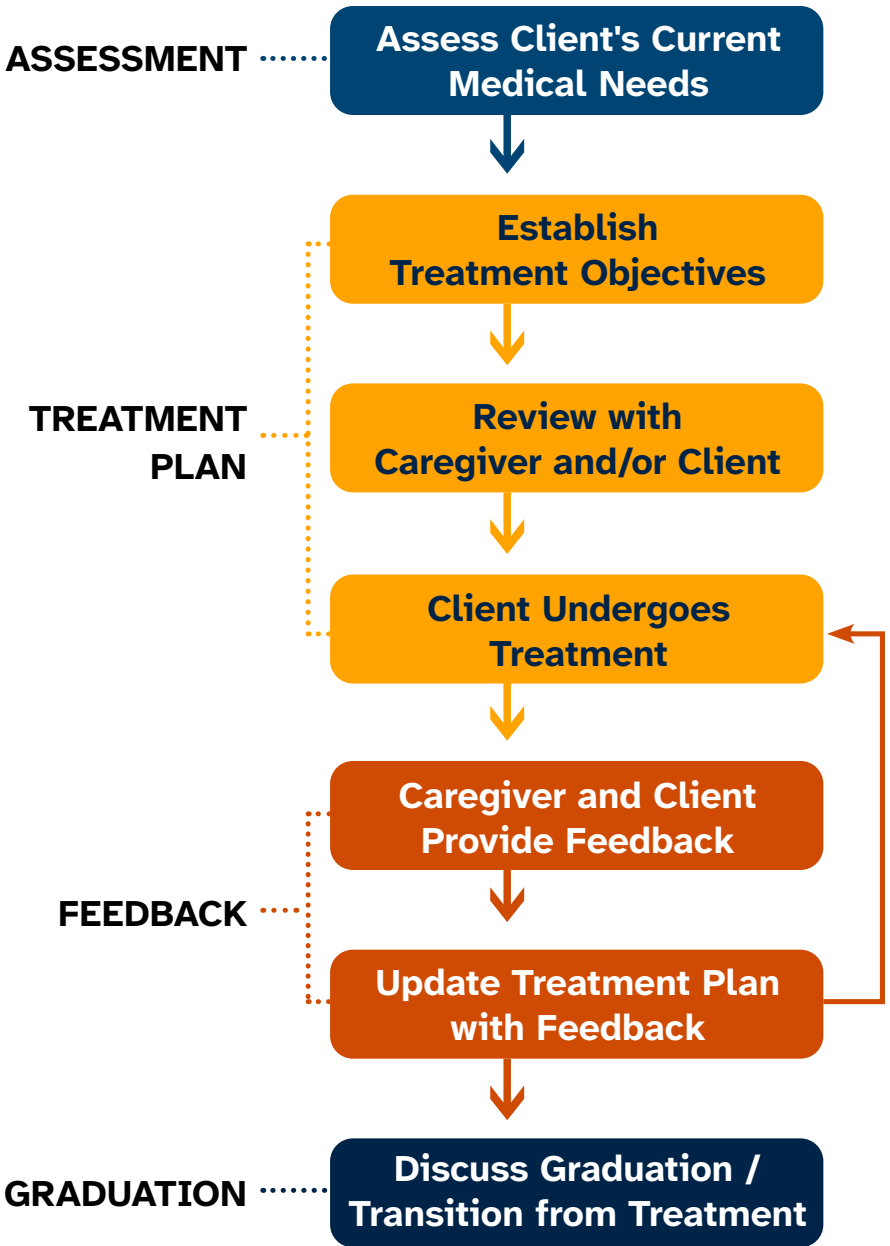 ASSESSMENT
Assess Client's Current
Medical Needs
Establish
Treatment Objectives
TREATMENT
PLAN
Review with
Caregiver and/or Client
Client Undergoes
Treatment
Caregiver and Client
Provide Feedback
FEEDBACK
Update Treatment Plan
with Feedback
GRADUATION
Discuss Graduation /
Transition from Treatment